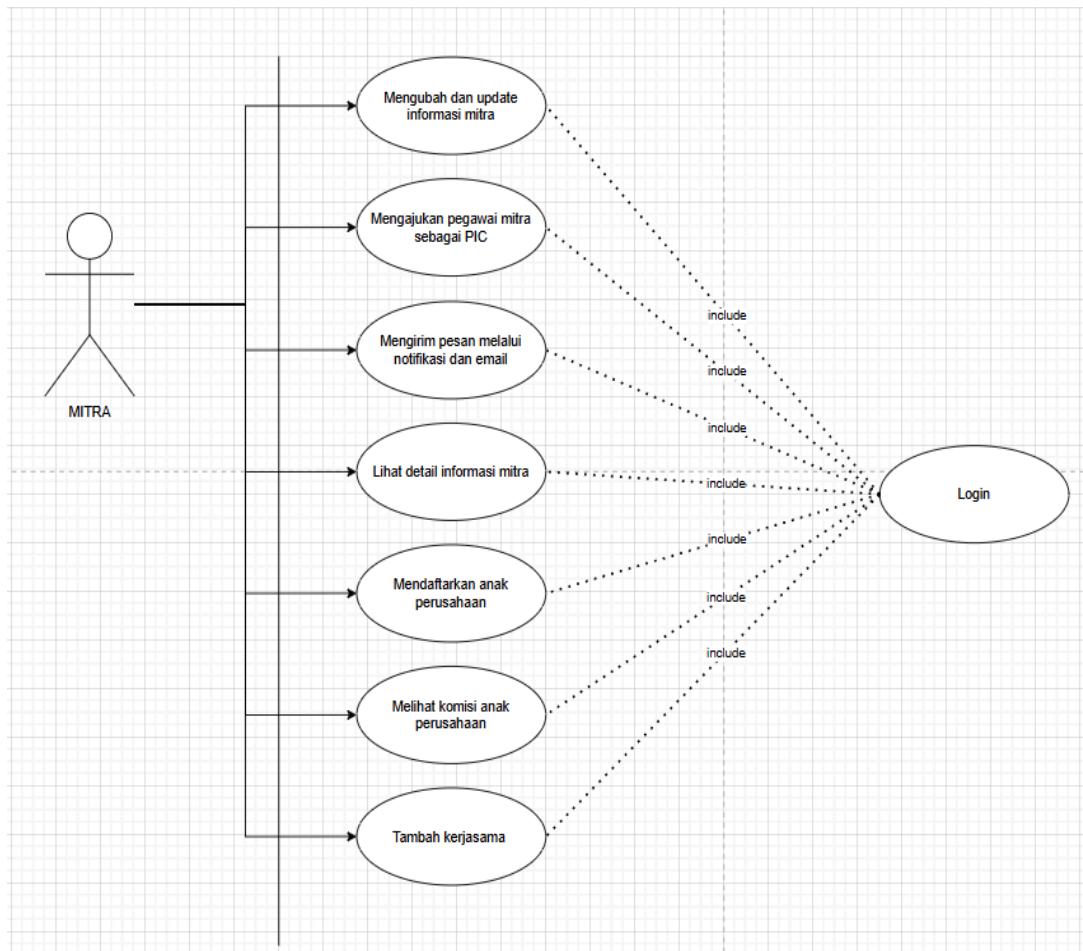 Mengubah dan update
informasi mitra
Mengajukan pegawai mitra
sebagai PIC
Mengirim pesan melalui
notifikasi dan email
Lihat detail informasi mitra
Mendaftarkan anak
perusahaan
Melihat komisi anak
perusahaan
Tambah kerjasama
MITRA
include
include
include
include
include
include
include
Login